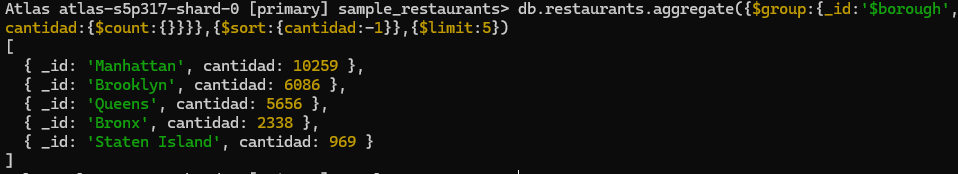 Atlas atlas-s5p317-shard-0 [primary] sample_restaurants> db.restaurants.aggregate({$group:{_id:'$borough',
cantidad:{$count:{}}}},{$sort:{cantidad:-1}},{$limit:5})
[
  { _id: 'Manhattan', cantidad: 10259 },
  { _id: 'Brooklyn', cantidad: 6086 },
  { _id: 'Queens', cantidad: 5656 },
  { _id: 'Bronx', cantidad: 2338 },
  { _id: 'Staten Island', cantidad: 969 }
]